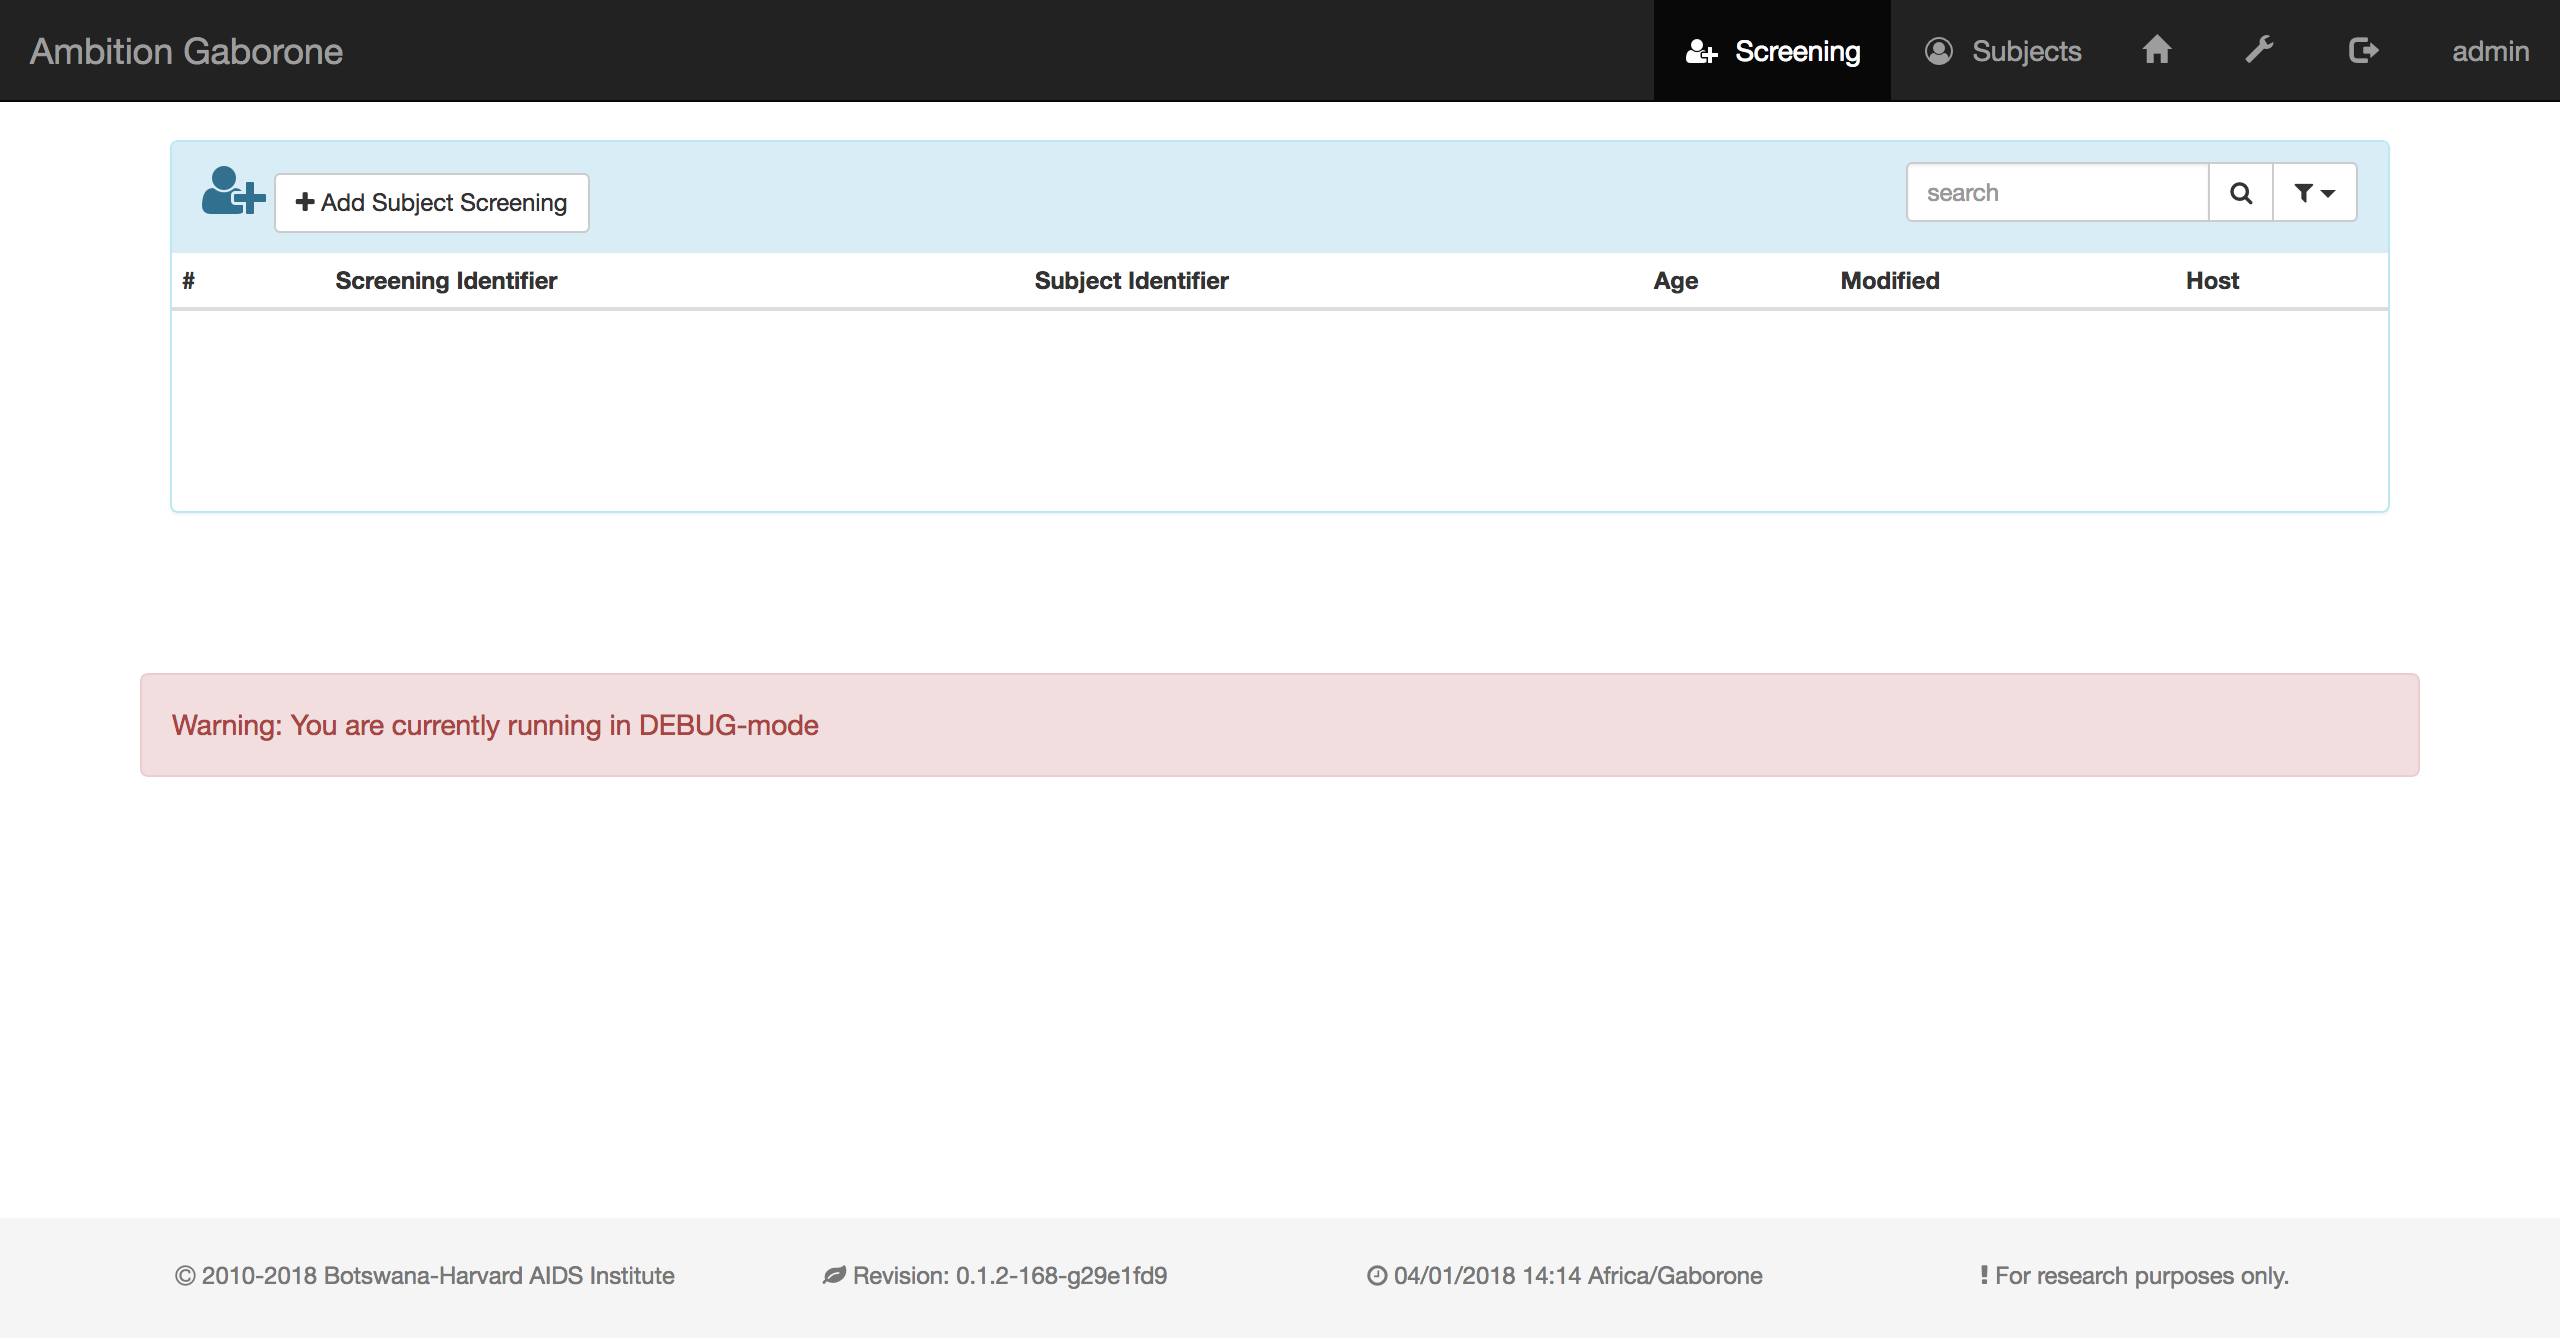 Ambition Gaborone Screening Subjects admin
Add Subject Screening search
# Screening Identifier Subject Identifier Age Modified Host
Warning: You are currently running in DEBUG-mode
© 2010-2018 Botswana-Harvard AIDS Institute Revision: 0.1.2-168-g29e1fd9 04/01/2018 14:14 Africa/Gaborone ! For research purposes only.